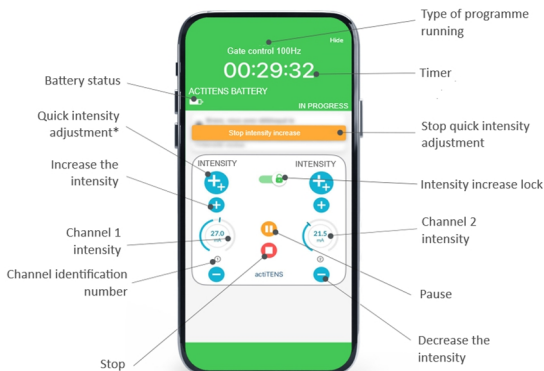 Type of programme
running
Hide
Gate control 100Hz
00:29:32
Timer
Battery status
ACTITENS BATTERY
IN PROGRESS
Quick intensity
adjustment*
Stop intensity increase
Stop quick intensity
adjustment
Increase the
intensity
INTENSITY
INTENSITY
Intensity increase lock
Channel 1
intensity
27.0
mA
21.5
mA
Channel 2
intensity
Channel identification
number
actiTENS
Pause
Stop
Decrease the
intensity